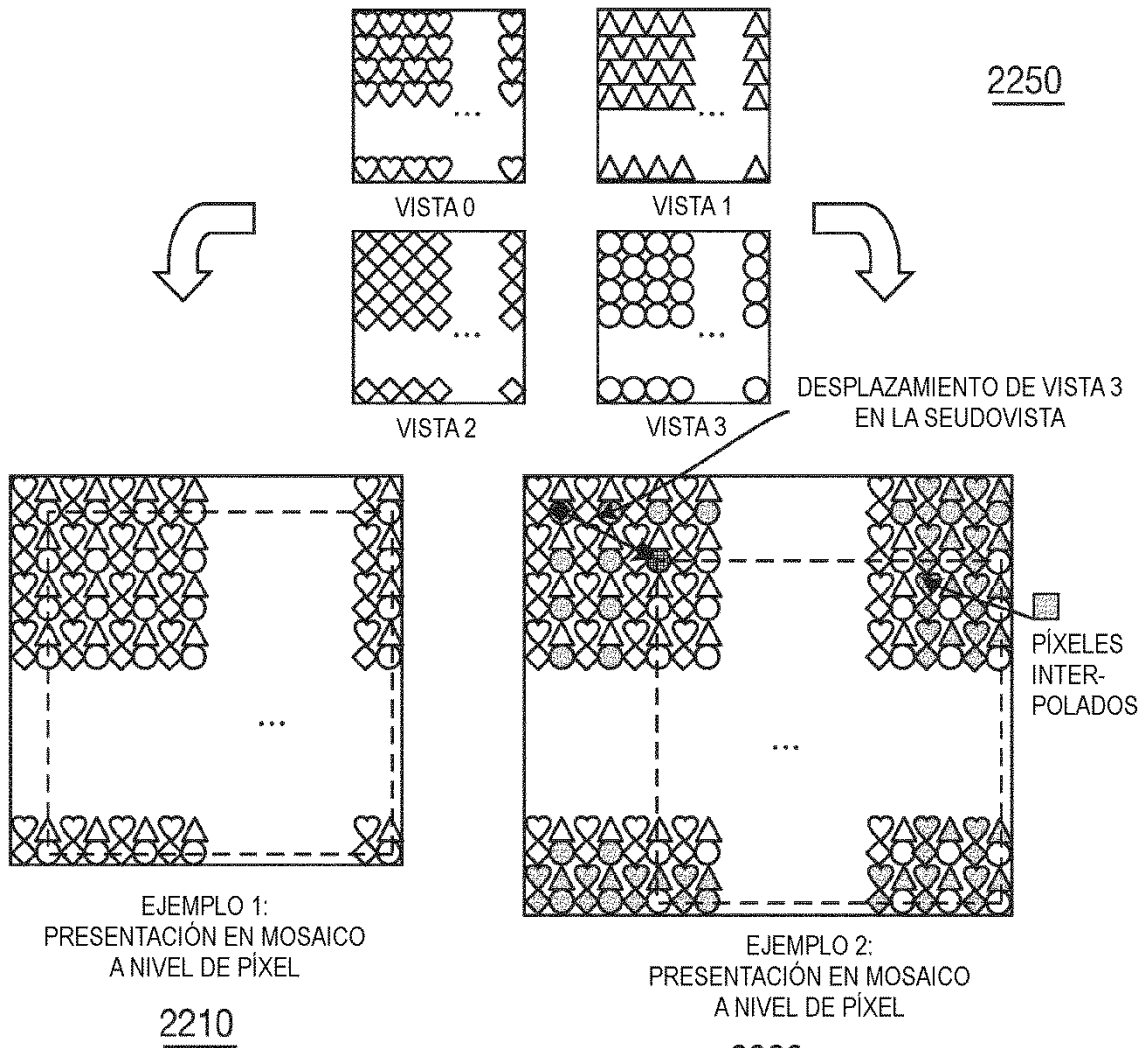 2250
VISTA 0
VISTA 1
...
...
VISTA 2
VISTA 3
...
...
DESPLAZAMIENTO DE VISTA 3
EN LA SEUDOVISTA
PÍXELES
INTER-
POLADOS
...
...
EJEMPLO 1:
PRESENTACIÓN EN MOSAICO
A NIVEL DE PÍXEL
2210
EJEMPLO 2:
PRESENTACIÓN EN MOSAICO
A NIVEL DE PÍXEL